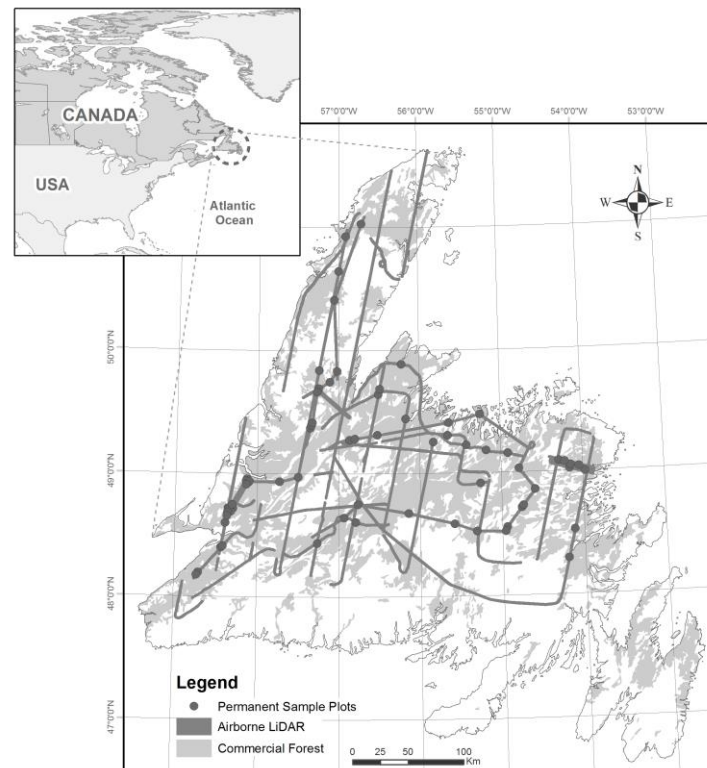 CANADA
USA
Atlantic
Ocean
57°0'0"W 56°0'0"W 55°0'0"W 54°0'0"W 53°0'0"W
N
W E
S
50°0'0"N
49°0'0"N
48°0'0"N
47°0'0"N
Legend
Permanent Sample Plots
Airborne LiDAR
Commercial Forest
0 25 50 100
Km